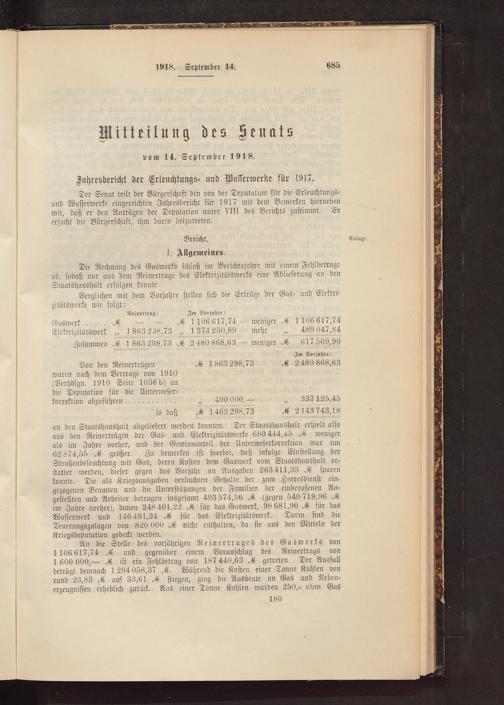 1918. September 14.
685
Mitteilung des Senats
vom 14. September 1918.
Jahresbericht der Erleuchtungs- und Wasserwerke für 1917.
Der Senat teilt der Bürgerschaft den von der Deputation für die Erleuchtungs-
und Wasserwerke eingereichten Jahresbericht für 1917 mit dem Bemerken hierneben
mit, daß er den Anträgen der Deputation unter VIII des Berichts zustimmt. Er
ersucht die Bürgerschaft, ihm darin beizutreten.
Bericht.
Anlage.
I. Allgemeines.
Die Rechnung des Gaswerks schloß im Berichtsjahre mit einem Fehlbetrage
ab, sodaß nur aus dem Reinertrage des Elektrizitätswerks eine Ablieferung an den
Staatshaushalt erfolgen konnte.
Verglichen mit dem Vorjahre stellen sich die Erträge der Gas- und Elektri-
zitätswerke wie folgt:
Reinertrag: Im Vorjahre:
Gaswerk...... ℳ — ℳ 1 106 617,74 — weniger ℳ 1 106 617,74
Elektrizitätswerk „ 1 863 298,73 „ 1 374 250,89 mehr „ 489 047,84
Zusammen ℳ 1 863 298,73 ℳ 2 480 868,63 — weniger ℳ 617 569,90
Im Vorjahre:
Von den Reinerträgen ℳ 1 863 298,73 ℳ 2 480 868,63
waren nach dem Vertrage vom 1910
(Verhdlgn. 1910 Seite 1036 b) an
die Deputation für die Unterweser-
korrektion abzuführen............ „ 400 000,— „ 337 125,45
so daß ℳ 1 463 298,73 ℳ 2 143 743,18
an den Staatshaushalt abgeliefert werden konnten. Der Staatshaushalt erhielt also
aus den Reinerträgen der Gas- und Elektrizitätswerke 680 444,45 ℳ weniger
als im Jahre vorher, und der Gewinnanteil der Unterweserkorrektion war um
62 874,55 ℳ größer. Zu bemerken ist hierbei, daß infolge Einstellung der
Straßenbeleuchtung mit Gas, deren Kosten dem Gaswerk vom Staatshaushalt er-
stattet werden, dieser gegen das Vorjahr an Ausgaben 263 411,33 ℳ sparen
konnte. Die als Kriegsausgaben verbuchten Gehalte der zum Heeresdienst ein-
gezogenen Beamten und die Unterstützungen der Familien der einberufenen An-
gestellten und Arbeiter betrugen insgesamt 493 574,36 ℳ (gegen 540 719,96 ℳ
im Jahre vorher), davon 248 401,22 ℳ für das Gaswerk, 98 681,90 ℳ für das
Wasserwerk und 146 491,24 ℳ für das Elektrizitätswerk. Darin sind die
Teuerungszulagen von 820 000 ℳ nicht enthalten, da sie aus den Mitteln der
Kriegsdeputation gedeckt werden.
An die Stelle des vorjährigen Reinertrages des Gaswerks von
1 106 617,74 ℳ und gegenüber einem Voranschlag des Reinertrags von
1 600 000,— ℳ ist ein Fehlbetrag von 187 440,63 ℳ getreten. Der Ausfall
beträgt demnach 1 294 058,37 ℳ. Während die Kosten einer Tonne Kohlen von
rund 23,83 ℳ auf 33,61 ℳ stiegen, ging die Ausbeute an Gas und Neben-
erzeugnissen erheblich zurück. Aus einer Tonne Kohlen wurden cbm Gas
180